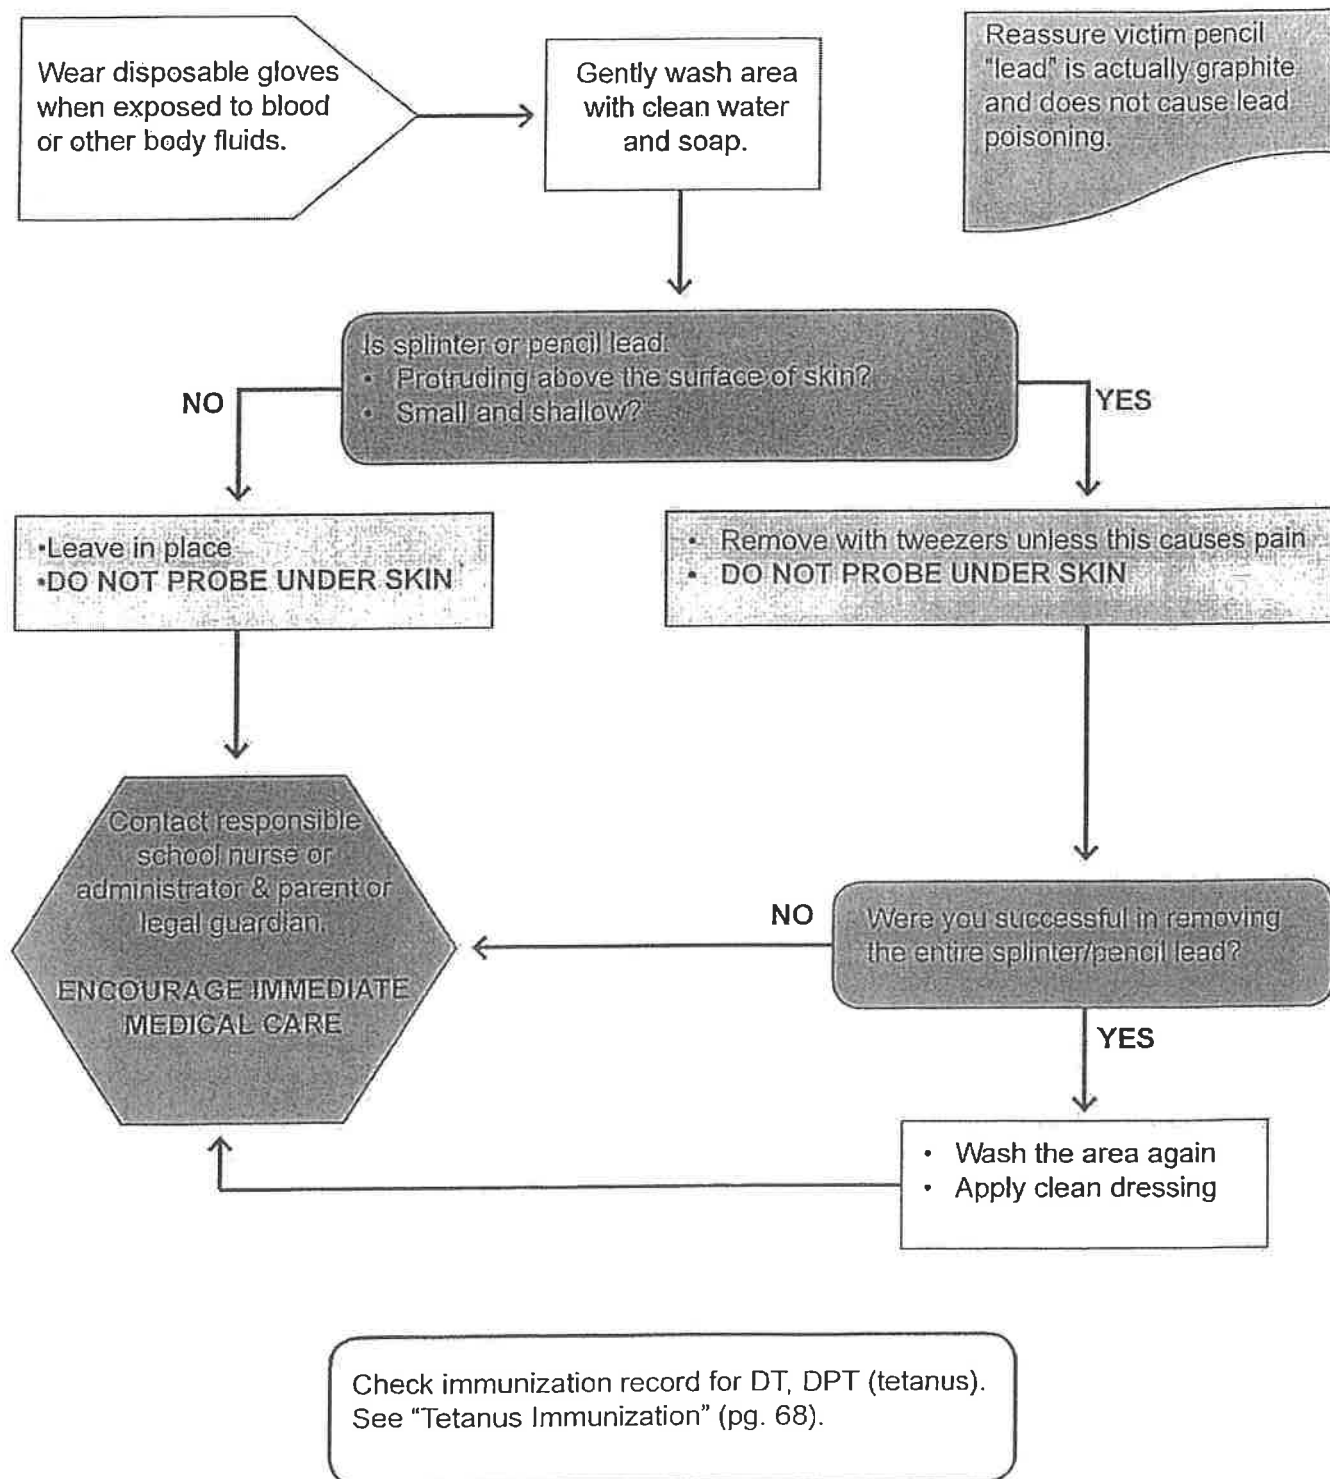 Wear disposable gloves
when exposed to blood
or other body fluids.
Gently wash area
with clean water
and soap.
Reassure victim pencil
"lead" is actually graphite
and does not cause lead
poisoning.
Is splinter or pencil lead:
• Protruding above the surface of skin?
• Small and shallow?
NO
YES
•Leave in place
•DO NOT PROBE UNDER SKIN
• Remove with tweezers unless this causes pain
• DO NOT PROBE UNDER SKIN
Contact responsible
school nurse or
administrator & parent or
legal guardian.
ENCOURAGE IMMEDIATE
MEDICAL CARE
NO
Were you successful in removing
the entire splinter/pencil lead?
YES
• Wash the area again
• Apply clean dressing
Check immunization record for DT, DPT (tetanus).
See "Tetanus Immunization" (pg. 68).